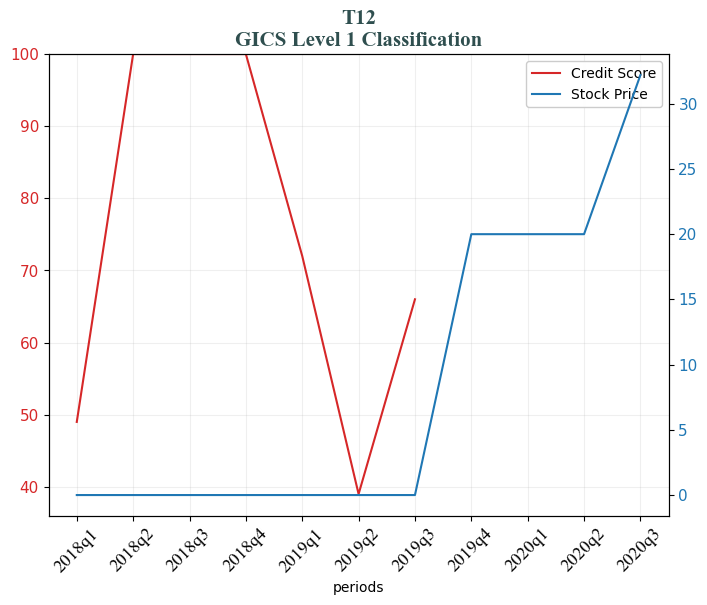 T12
GICS Level 1 Classification
100
90
80
70
60
50
40
Credit Score
Stock Price
30
25
20
15
10
5
0
2018q1
2018q2
2018q3
2018q4
2019q1
2019q2
2019q3
2019q4
2020q1
2020q2
2020q3
periods